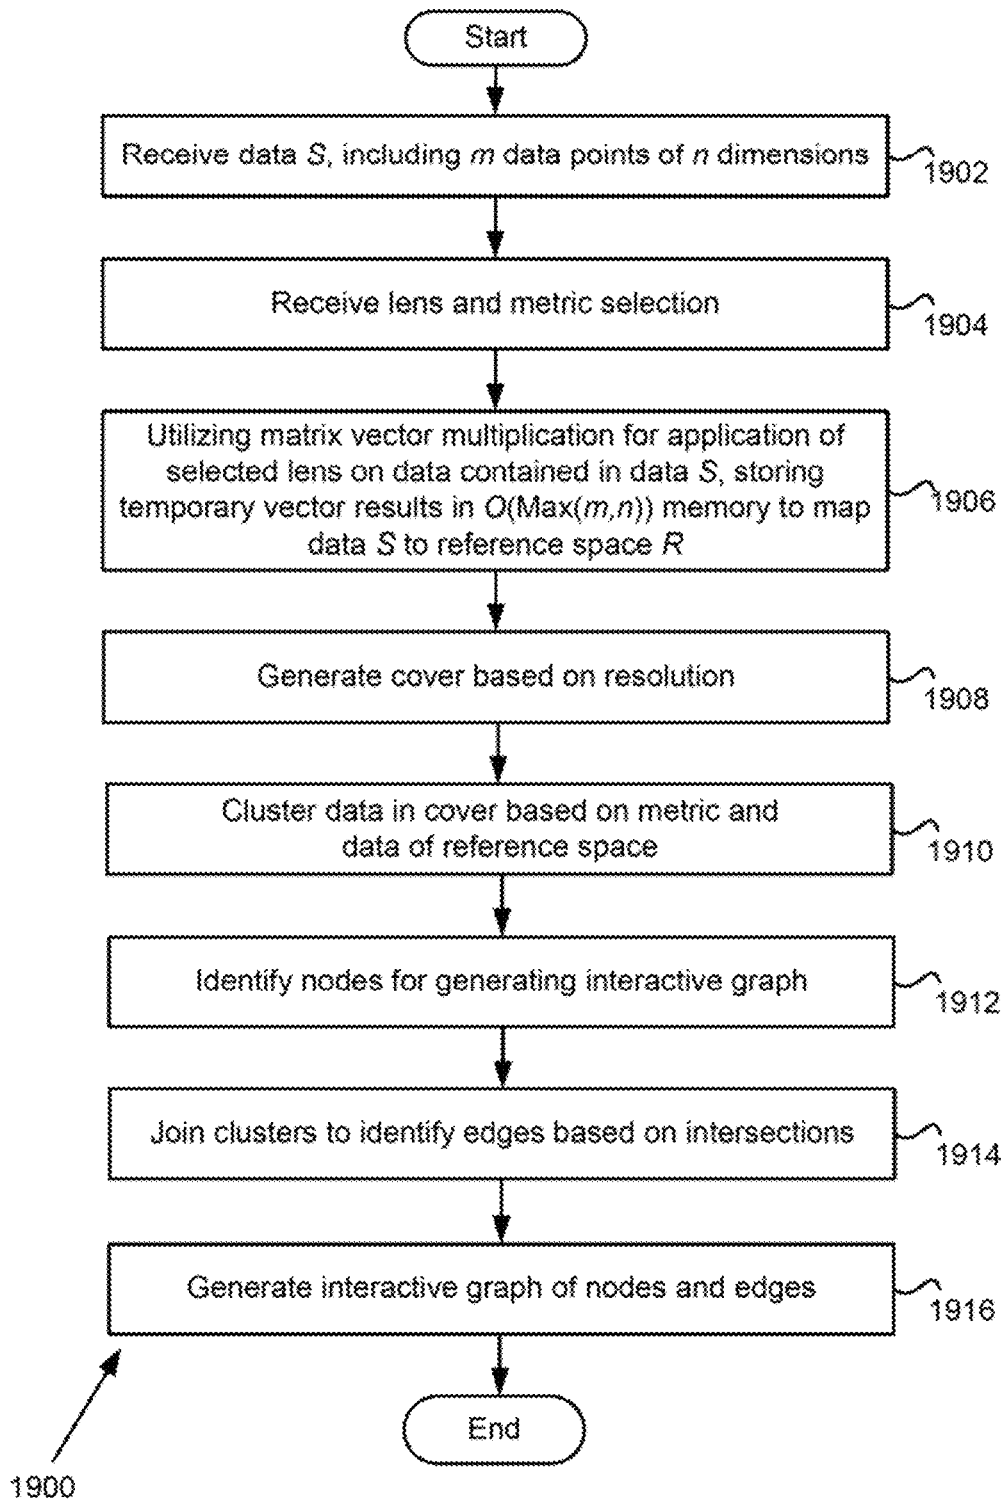 Start
Receive data S, including m data points of n dimensions
1902
Receive lens and metric selection
1904
Utilizing matrix vector multiplication for application of
selected lens on data contained in data S, storing
temporary vector results in O(Max(m,n)) memory to map
data S to reference space R
1906
Generate cover based on resolution
1908
Cluster data in cover based on metric and
data of reference space
1910
Identify nodes for generating interactive graph
1912
Join clusters to identify edges based on intersections
1914
Generate interactive graph of nodes and edges
1916
End
1900